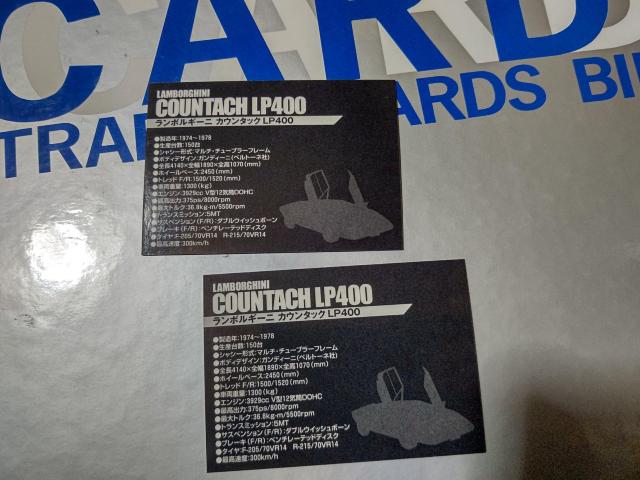 CARD
TRA ARDS BI
LAMBORGHINI
COUNTACH LP400
ランボルギーニ カウンタック LP400
●製造年:1974~1978
●生産台数:150台
●シャシー形式:マルチ・チューブラーフレーム
●ボディデザイン:ガンディーニ(ベルトーネ社)
●全長4140×全幅1890×全高1070(mm)
●ホイールベース:2450(mm)
●トレッド F/R:1500/1520(mm)
●車両重量:1300(kg)
●エンジン:3929cc V型12気筒DOHC
●最高出力:375ps/8000rpm
●最大トルク:36.8kg-m/5500rpm
●トランスミッション:5MT
●サスペンション(F/R):ダブルウイッシュボーン
●ブレーキ(F/R):ベンチレーテッドディスク
●タイヤ:F-205/70VR14 R-215/70VR14
●最高速度:300km/h
LAMBORGHINI
COUNTACH LP400
ランボルギーニ カウンタック LP400
●製造年:1974~1978
●生産台数:150台
●シャシー形式:マルチ・チューブラーフレーム
●ボディデザイン:ガンディーニ(ベルトーネ社)
●全長4140×全幅1890×全高1070(mm)
●ホイールベース:2450(mm)
●トレッド F/R:1500/1520(mm)
●車両重量:1300(kg)
●エンジン:3929cc V型12気筒DOHC
●最高出力:375ps/8000rpm
●最大トルク:36.8kg-m/5500rpm
●トランスミッション:5MT
●サスペンション(F/R):ダブルウイッシュボーン
●ブレーキ(F/R):ベンチレーテッドディスク
●タイヤ:F-205/70VR14 R-215/70VR14
●最高速度:300km/h